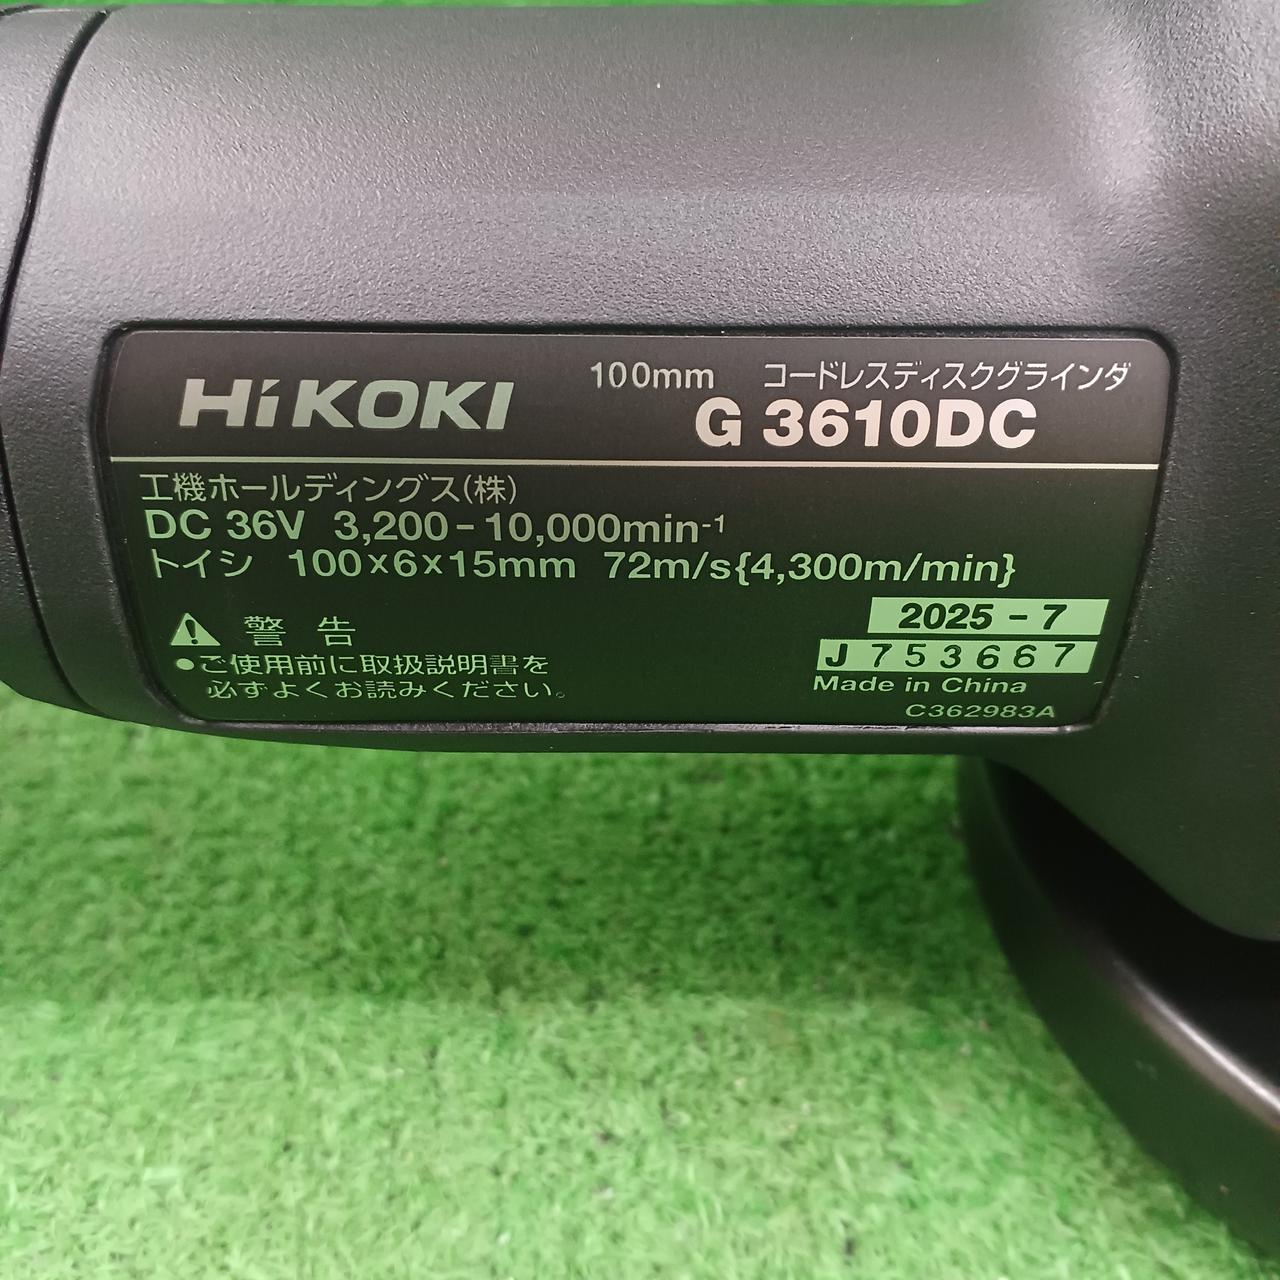 HiKOKI
100mm コードレスディスクグラインダ
G 3610DC
工機ホールディングス(株)
DC 36V 3,200-10,000min⁻¹
トイシ 100×6×15mm 72m/s{4,300m/min}
2025-7
J753667
Made in China
C362983A
警告
●ご使用前に取扱説明書を
必ずよくお読みください。